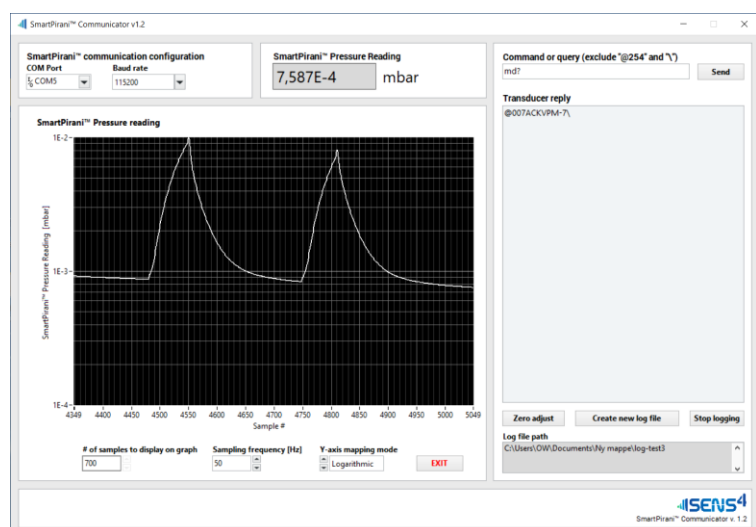 SmartPirani™ Communicator v1.2
SmartPirani™ communication configuration
COM Port
Baud rate
COM5
115200
SmartPirani™ Pressure Reading
7,587E-4
mbar
Command or query (exclude "@254" and "\")
md?
Send
Transducer reply
@007ACKVPM-7\
SmartPirani™ Pressure reading
SmartPirani™ Pressure Reading [mbar]
1E-2
1E-3
1E-4
4349 4400 4450 4500 4550 4600 4650 4700 4750 4800 4850 4900 4950 5049
Sample #
# of samples to display on graph
700
Sampling frequency [Hz]
50
Y-axis mapping mode
Logarithmic
EXIT
Zero adjust
Create new log file
Stop logging
Log file path
C:\Users\OW\Documents\Ny mappe\log-test3
SENS4
SmartPirani™ Communicator v. 1.2